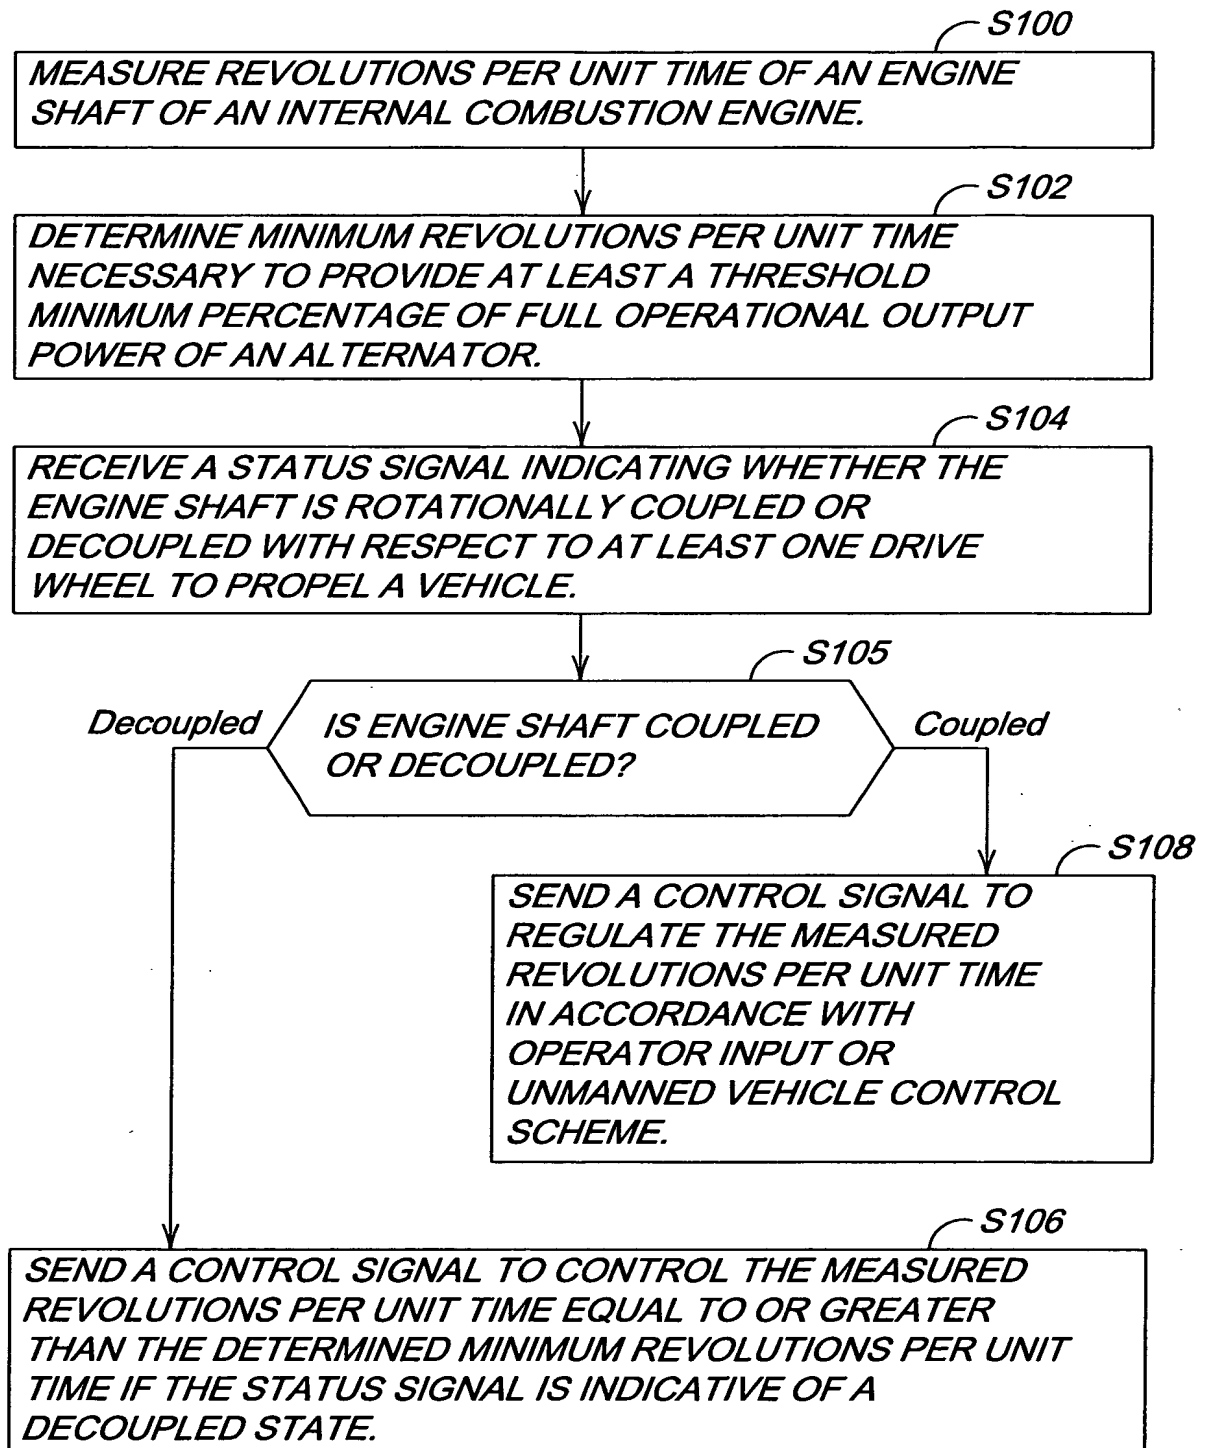 S100
MEASURE REVOLUTIONS PER UNIT TIME OF AN ENGINE
SHAFT OF AN INTERNAL COMBUSTION ENGINE.
S102
DETERMINE MINIMUM REVOLUTIONS PER UNIT TIME
NECESSARY TO PROVIDE AT LEAST A THRESHOLD
MINIMUM PERCENTAGE OF FULL OPERATIONAL OUTPUT
POWER OF AN ALTERNATOR.
S104
RECEIVE A STATUS SIGNAL INDICATING WHETHER THE
ENGINE SHAFT IS ROTATIONALLY COUPLED OR
DECOUPLED WITH RESPECT TO AT LEAST ONE DRIVE
WHEEL TO PROPEL A VEHICLE.
S105
Decoupled
IS ENGINE SHAFT COUPLED
OR DECOUPLED?
Coupled
S108
SEND A CONTROL SIGNAL TO
REGULATE THE MEASURED
REVOLUTIONS PER UNIT TIME
IN ACCORDANCE WITH
OPERATOR INPUT OR
UNMANNED VEHICLE CONTROL
SCHEME.
S106
SEND A CONTROL SIGNAL TO CONTROL THE MEASURED
REVOLUTIONS PER UNIT TIME EQUAL TO OR GREATER
THAN THE DETERMINED MINIMUM REVOLUTIONS PER UNIT
TIME IF THE STATUS SIGNAL IS INDICATIVE OF A
DECOUPLED STATE.